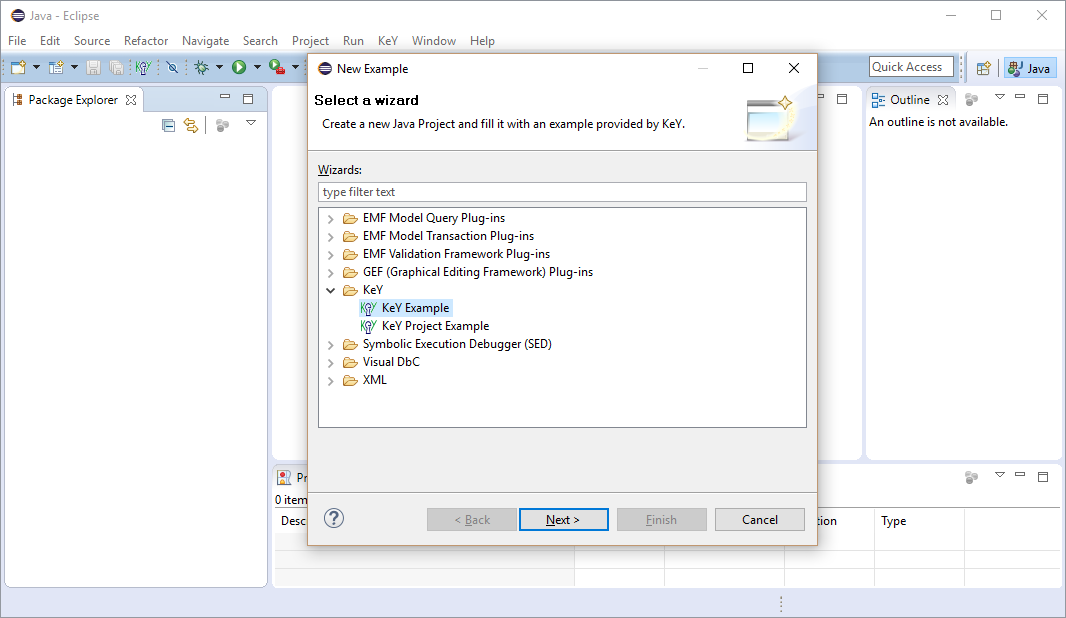 Java - Eclipse
File Edit Source Refactor Navigate Search Project Run KeY Window Help
Quick Access
Java
Package Explorer
New Example
Select a wizard
Create a new Java Project and fill it with an example provided by KeY.
Wizards:
type filter text
EMF Model Query Plug-ins
EMF Model Transaction Plug-ins
EMF Validation Framework Plug-ins
GEF (Graphical Editing Framework) Plug-ins
KeY
KeY Example
KeY Project Example
Symbolic Execution Debugger (SED)
Visual DbC
XML
< Back Next > Finish Cancel
Outline
An outline is not available.
Pr
0 item
Desc tion Type